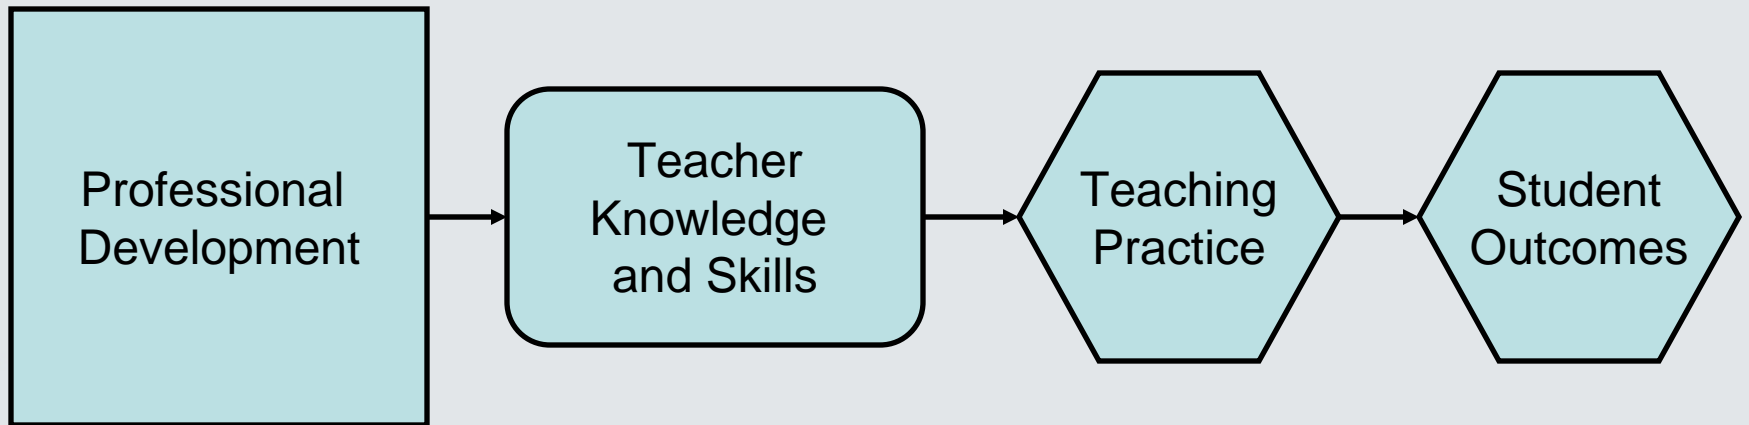 Professional
Development
Teacher
Knowledge
and Skills
Teaching
Practice
Student
Outcomes